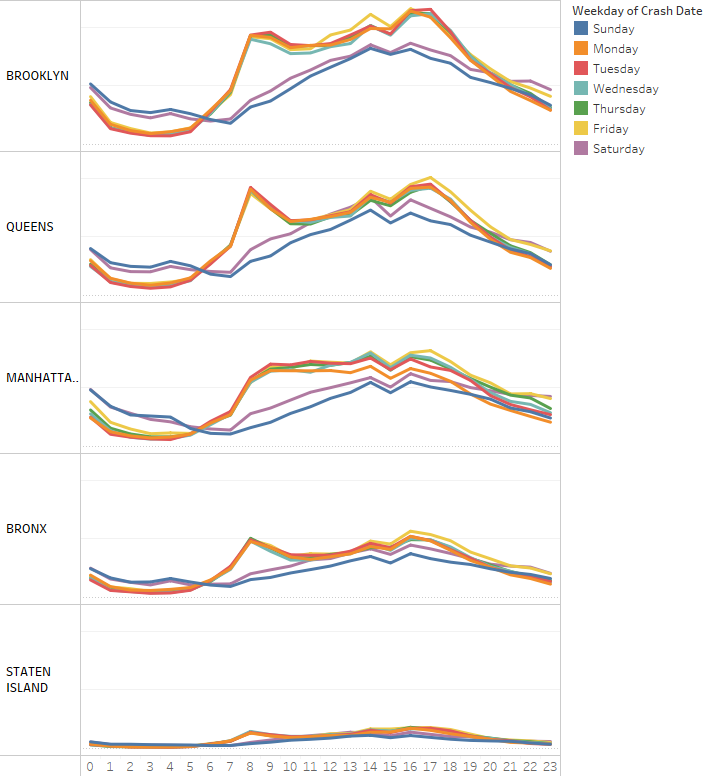 Weekday of Crash Date
Sunday
Monday
Tuesday
Wednesday
Thursday
Friday
Saturday
BROOKLYN
QUEENS
MANHATTA..
BRONX
STATEN
ISLAND
0 1 2 3 4 5 6 7 8 9 10 11 12 13 14 15 16 17 18 19 20 21 22 23